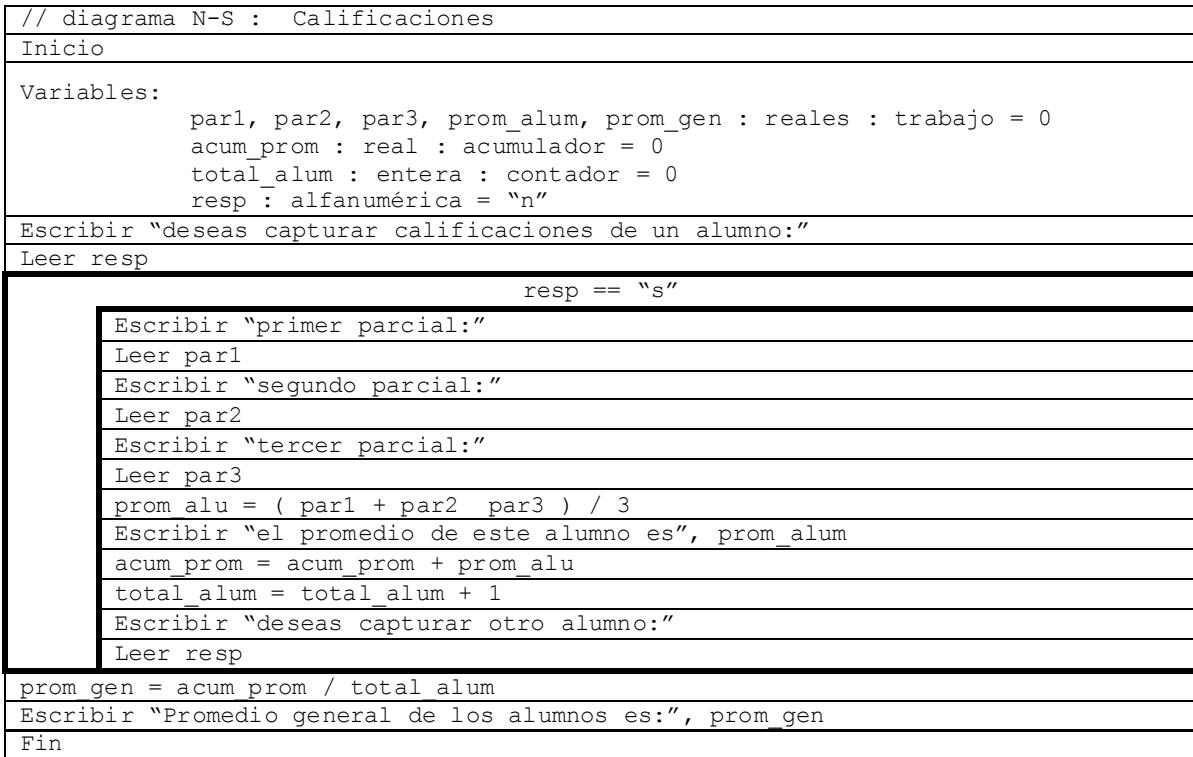 // diagrama N-S :  Calificaciones
Inicio
Variables:
par1, par2, par3, prom_alum, prom_gen : reales : trabajo = 0
acum_prom : real : acumulador = 0
total_alum : entera : contador = 0
resp : alfanumérica = “n”
Escribir “deseas capturar calificaciones de un alumno:”
Leer resp
resp == “s”
Escribir “primer parcial:”
Leer par1
Escribir “segundo parcial:”
Leer par2
Escribir “tercer parcial:”
Leer par3
prom_alu = ( par1 + par2  par3 ) / 3
Escribir “el promedio de este alumno es”, prom_alum
acum_prom = acum_prom + prom_alu
total_alum = total_alum + 1
Escribir “deseas capturar otro alumno:”
Leer resp
prom_gen = acum_prom / total_alum
Escribir “Promedio general de los alumnos es:”, prom_gen
Fin